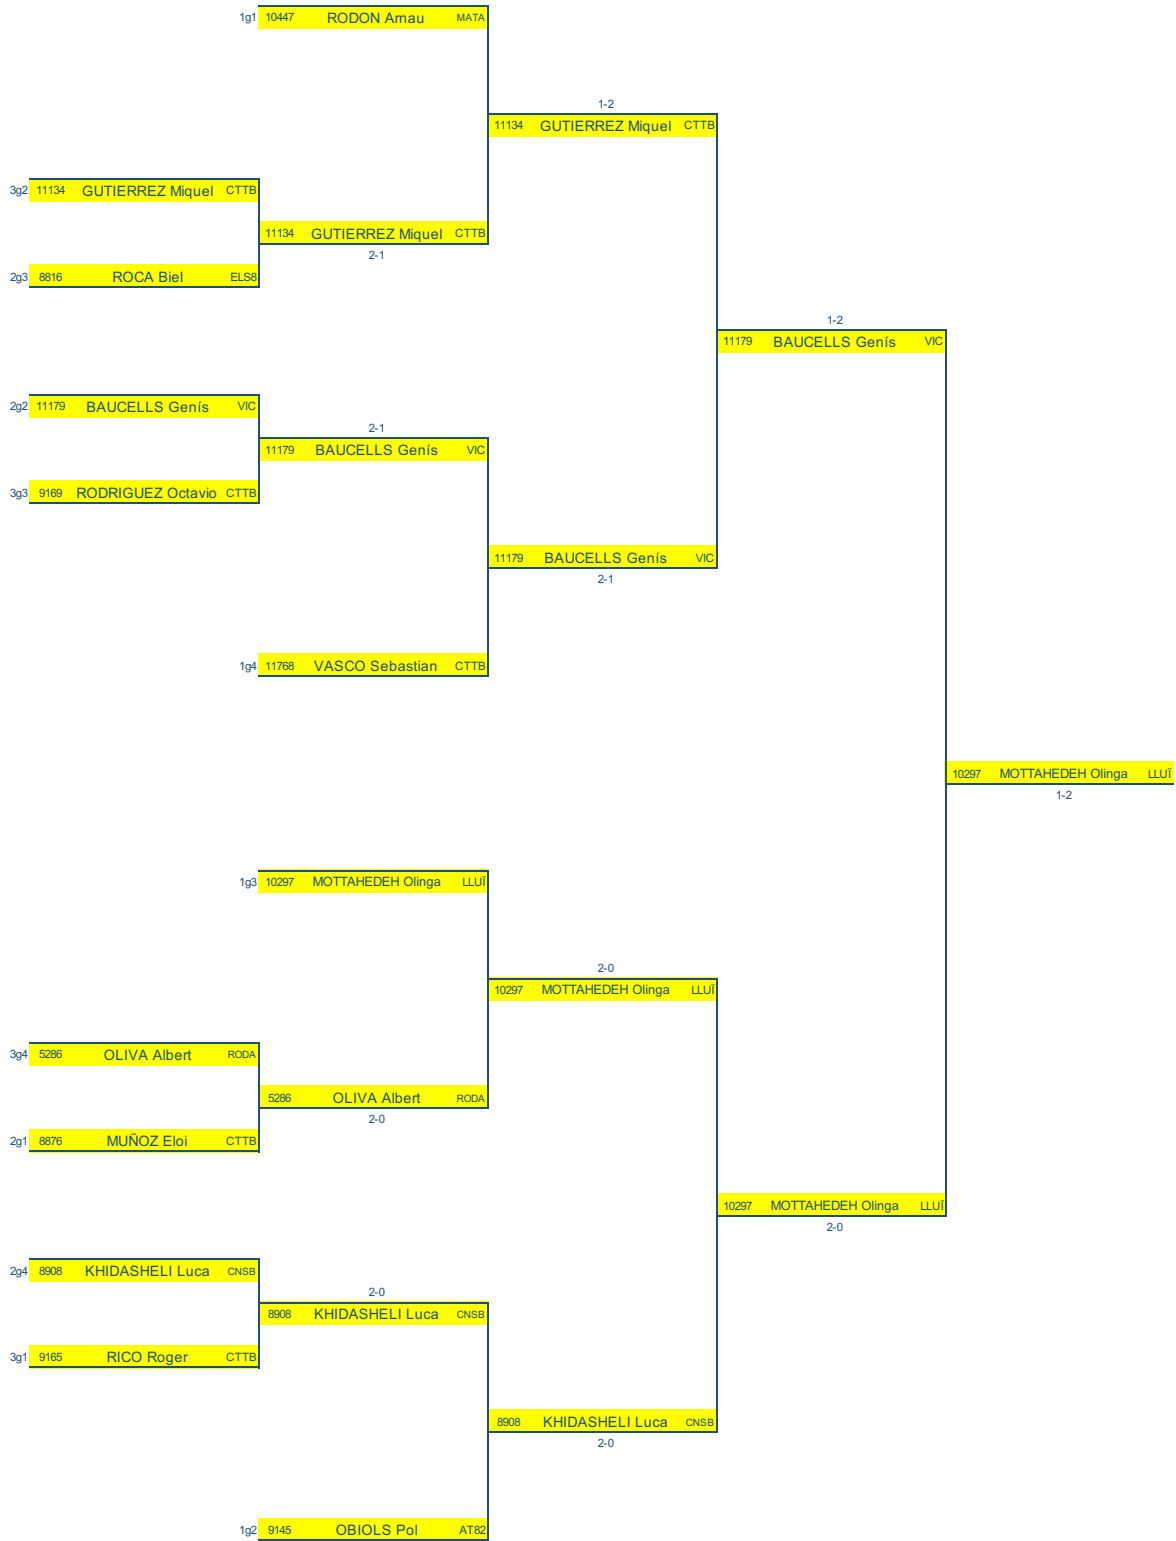 1g1 10447 RODON Arnau MATA
1-2
11134 GUTIERREZ Miquel CTTB
3g2 11134 GUTIERREZ Miquel CTTB
11134 GUTIERREZ Miquel CTTB
2-1
2g3 8816 ROCA Biel ELS8
1-2
11179 BAUCELLS Genís VIC
2g2 11179 BAUCELLS Genís VIC
2-1
11179 BAUCELLS Genís VIC
3g3 9169 RODRIGUEZ Octavio CTTB
11179 BAUCELLS Genís VIC
2-1
1g4 11768 VASCO Sebastian CTTB
10297 MOTTAHEDEH Olinga LLUÏ
1-2
1g3 10297 MOTTAHEDEH Olinga LLUÏ
2-0
10297 MOTTAHEDEH Olinga LLUÏ
3g4 5286 OLIVA Albert RODA
5286 OLIVA Albert RODA
2-0
2g1 8876 MUÑOZ Eloi CTTB
10297 MOTTAHEDEH Olinga LLUÏ
2-0
2g4 8908 KHIDASHELI Luca CNSB
2-0
8908 KHIDASHELI Luca CNSB
3g1 9165 RICO Roger CTTB
8908 KHIDASHELI Luca CNSB
2-0
1g2 9145 OBIOLS Pol AT82